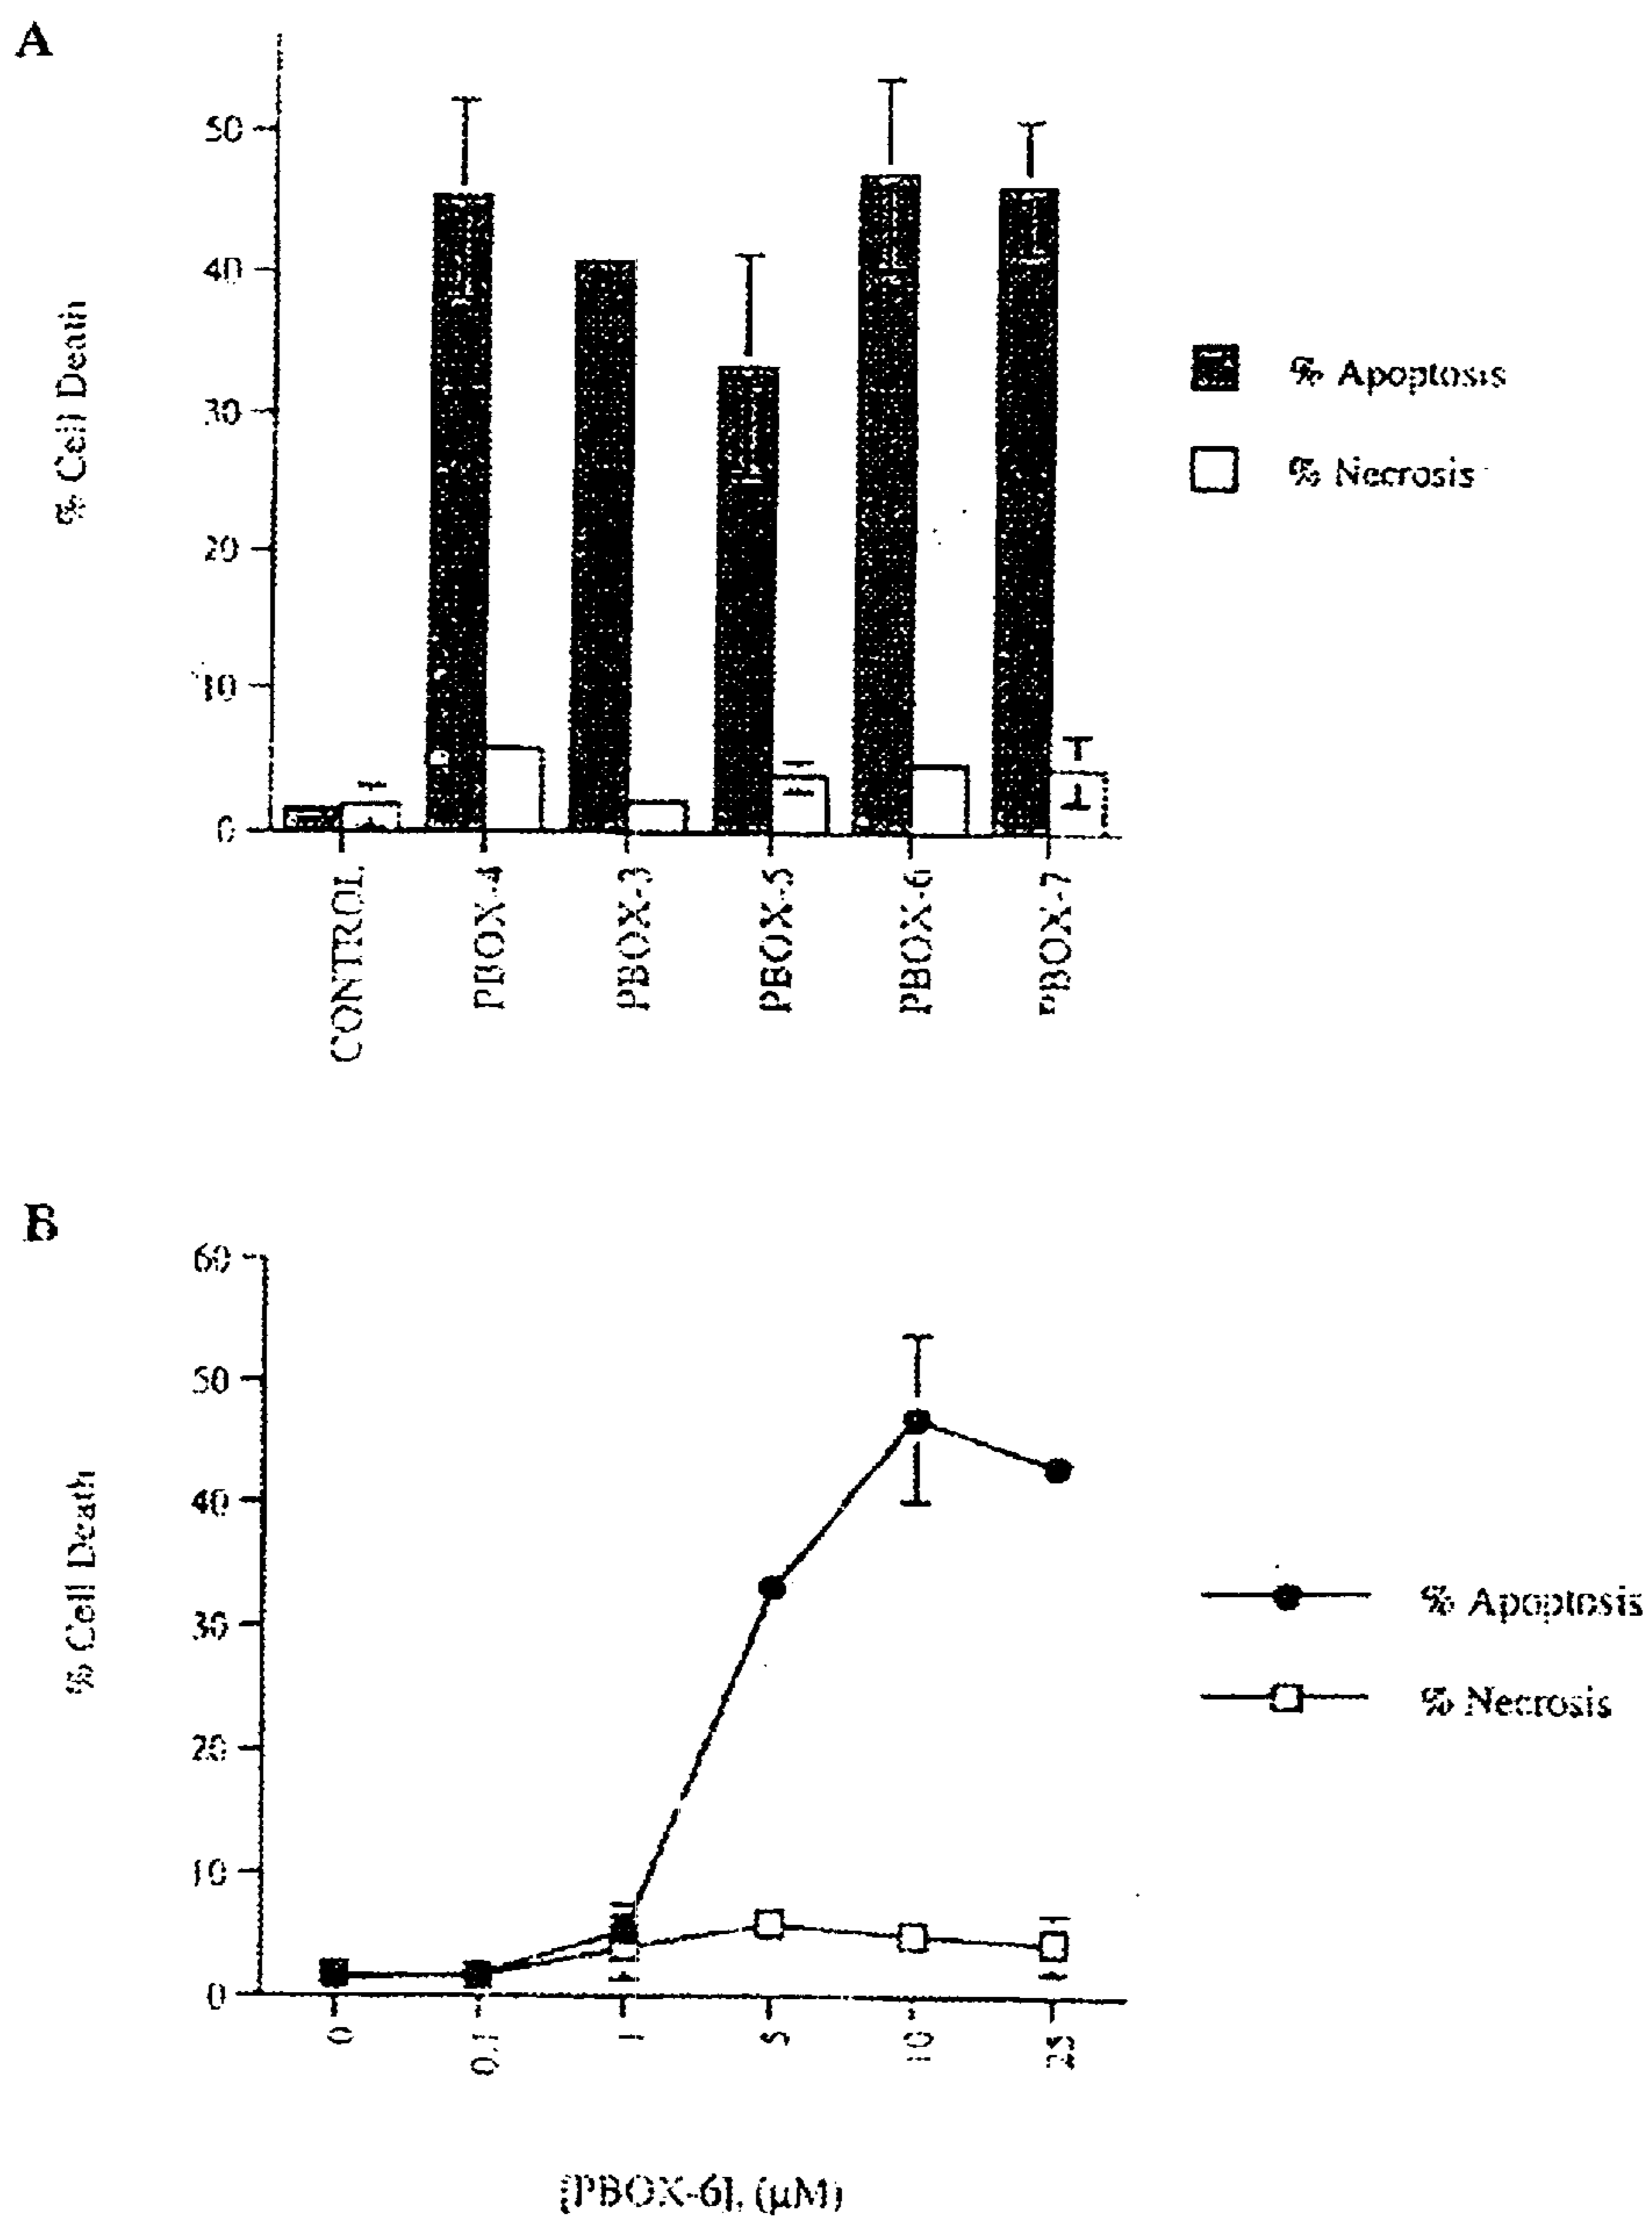 A
50
40
30
20
10
0
% Cell Death
% Apoptosis
% Necrosis
CONTROL
PBOX-4
PBOX-3
PBOX-5
PBOX-6
PBOX-7
B
60
50
40
30
20
10
0
% Cell Death
% Apoptosis
% Necrosis
0
0.1
1
5
10
25
[PBOX-6], (µM)